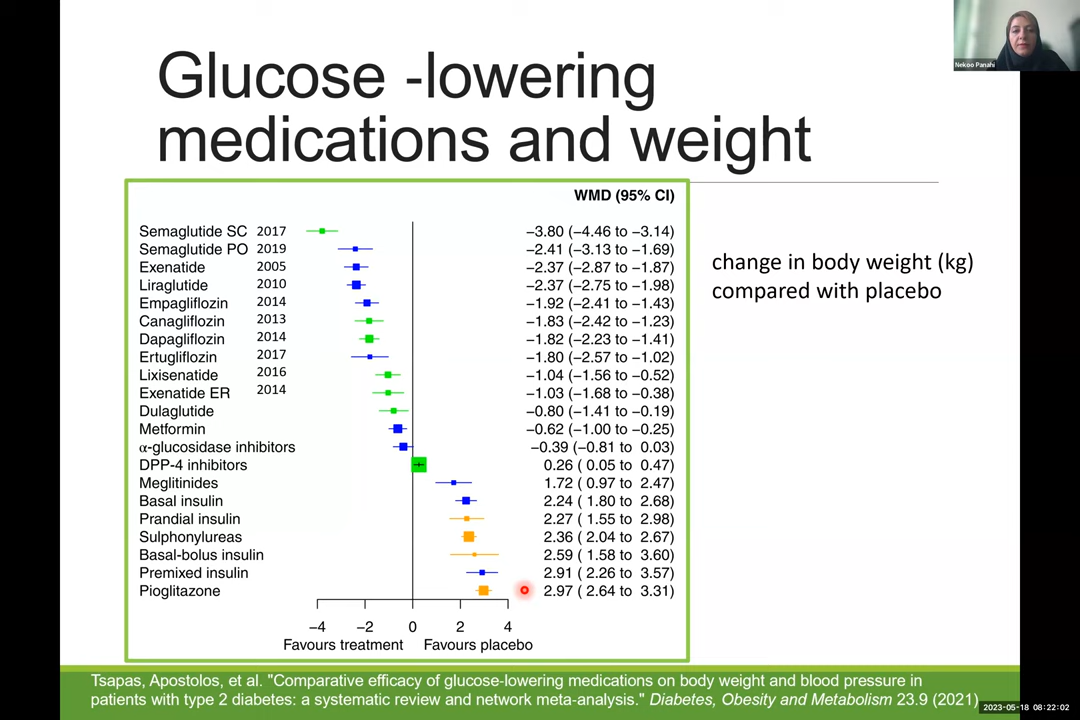 Nekoo Panahi
Glucose -lowering
medications and weight
WMD (95% CI)
Semaglutide SC 2017 −3.80 (−4.46 to −3.14)
Semaglutide PO 2019 −2.41 (−3.13 to −1.69)
Exenatide 2005 −2.37 (−2.87 to −1.87)
Liraglutide 2010 −2.37 (−2.75 to −1.98)
Empagliflozin 2014 −1.92 (−2.41 to −1.43)
Canagliflozin 2013 −1.83 (−2.42 to −1.23)
Dapagliflozin 2014 −1.82 (−2.23 to −1.41)
Ertugliflozin 2017 −1.80 (−2.57 to −1.02)
Lixisenatide 2016 −1.04 (−1.56 to −0.52)
Exenatide ER 2014 −1.03 (−1.68 to −0.38)
Dulaglutide −0.80 (−1.41 to −0.19)
Metformin −0.62 (−1.00 to −0.25)
α-glucosidase inhibitors −0.39 (−0.81 to 0.03)
DPP-4 inhibitors 0.26 ( 0.05 to 0.47)
Meglitinides 1.72 ( 0.97 to 2.47)
Basal insulin 2.24 ( 1.80 to 2.68)
Prandial insulin 2.27 ( 1.55 to 2.98)
Sulphonylureas 2.36 ( 2.04 to 2.67)
Basal-bolus insulin 2.59 ( 1.58 to 3.60)
Premixed insulin 2.91 ( 2.26 to 3.57)
Pioglitazone 2.97 ( 2.64 to 3.31)
−4 −2 0 2 4
Favours treatment Favours placebo
change in body weight (kg)
compared with placebo
Tsapas, Apostolos, et al. "Comparative efficacy of glucose-lowering medications on body weight and blood pressure in
patients with type 2 diabetes: a systematic review and network meta-analysis." Diabetes, Obesity and Metabolism 23.9 (2021)
2023-05-18 08:22:02